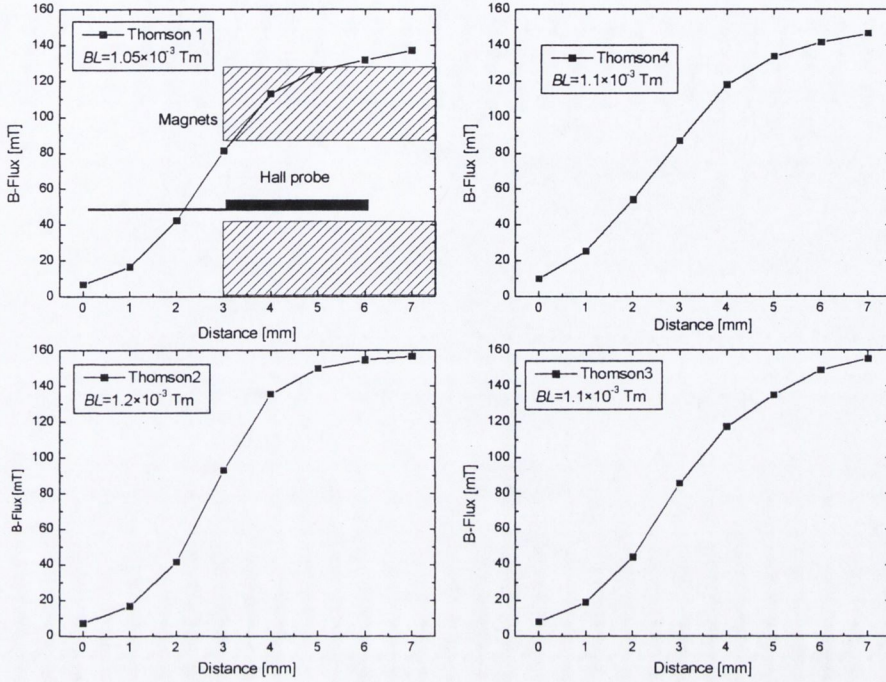 160
140
120
100
80
60
40
20
0
B-Flux [mT]
Thomson 1
BL=1.05×10⁻³ Tm
Magnets
Hall probe
0 1 2 3 4 5 6 7
Distance [mm]
160
140
120
100
80
60
40
20
0
B-Flux [mT]
Thomson4
BL=1.1×10⁻³ Tm
0 1 2 3 4 5 6 7
Distance [mm]
160
140
120
100
80
60
40
20
0
B-Flux [mT]
Thomson2
BL=1.2×10⁻³ Tm
0 1 2 3 4 5 6 7
Distance [mm]
160
140
120
100
80
60
40
20
0
B-Flux [mT]
Thomson3
BL=1.1×10⁻³ Tm
0 1 2 3 4 5 6 7
Distance [mm]